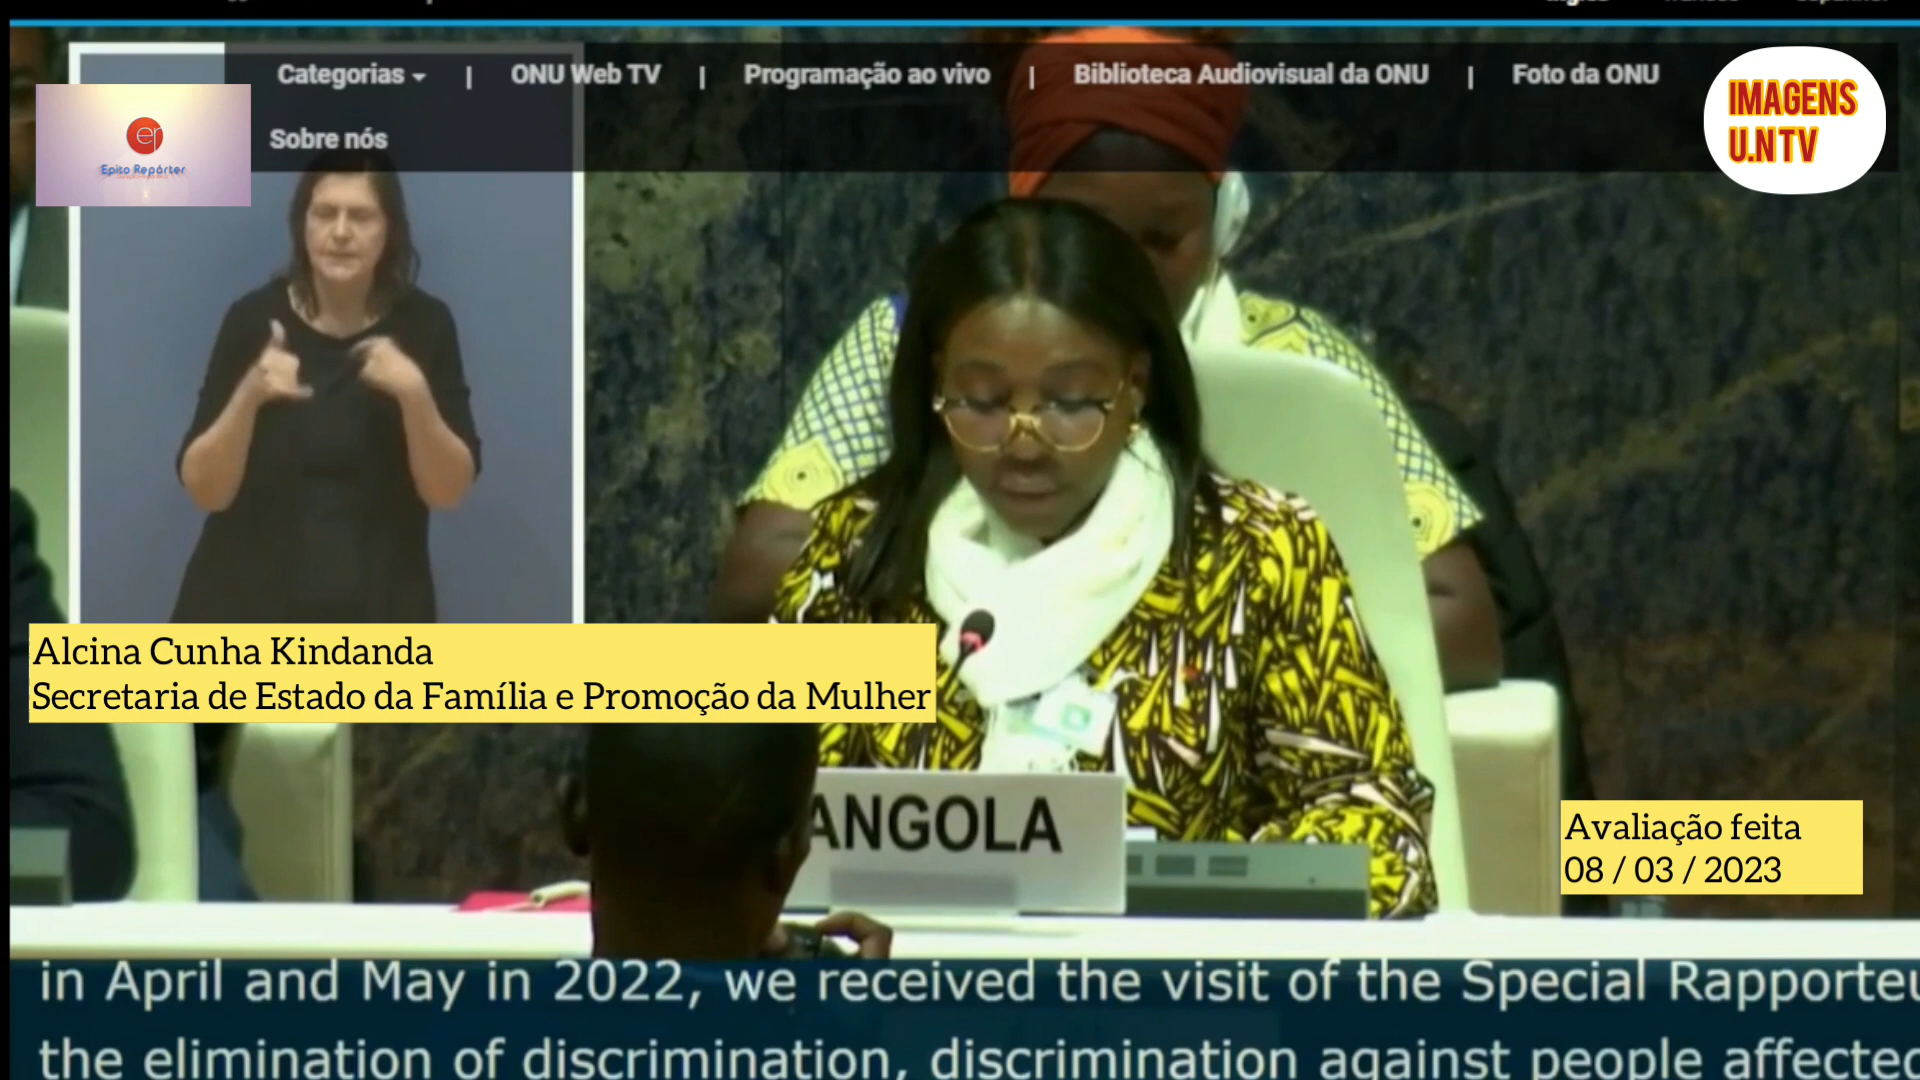 Categorias | ONU Web TV | Programação ao vivo | Biblioteca Audiovisual da ONU | Foto da ONU
Sobre nós
er
Epito Repórter
IMAGENS
U.N TV
Alcina Cunha Kindanda
Secretaria de Estado da Família e Promoção da Mulher
ANGOLA
Avaliação feita
08 / 03 / 2023
in April and May in 2022, we received the visit of the Special
the elimination of discrimination, discrimination against people affected